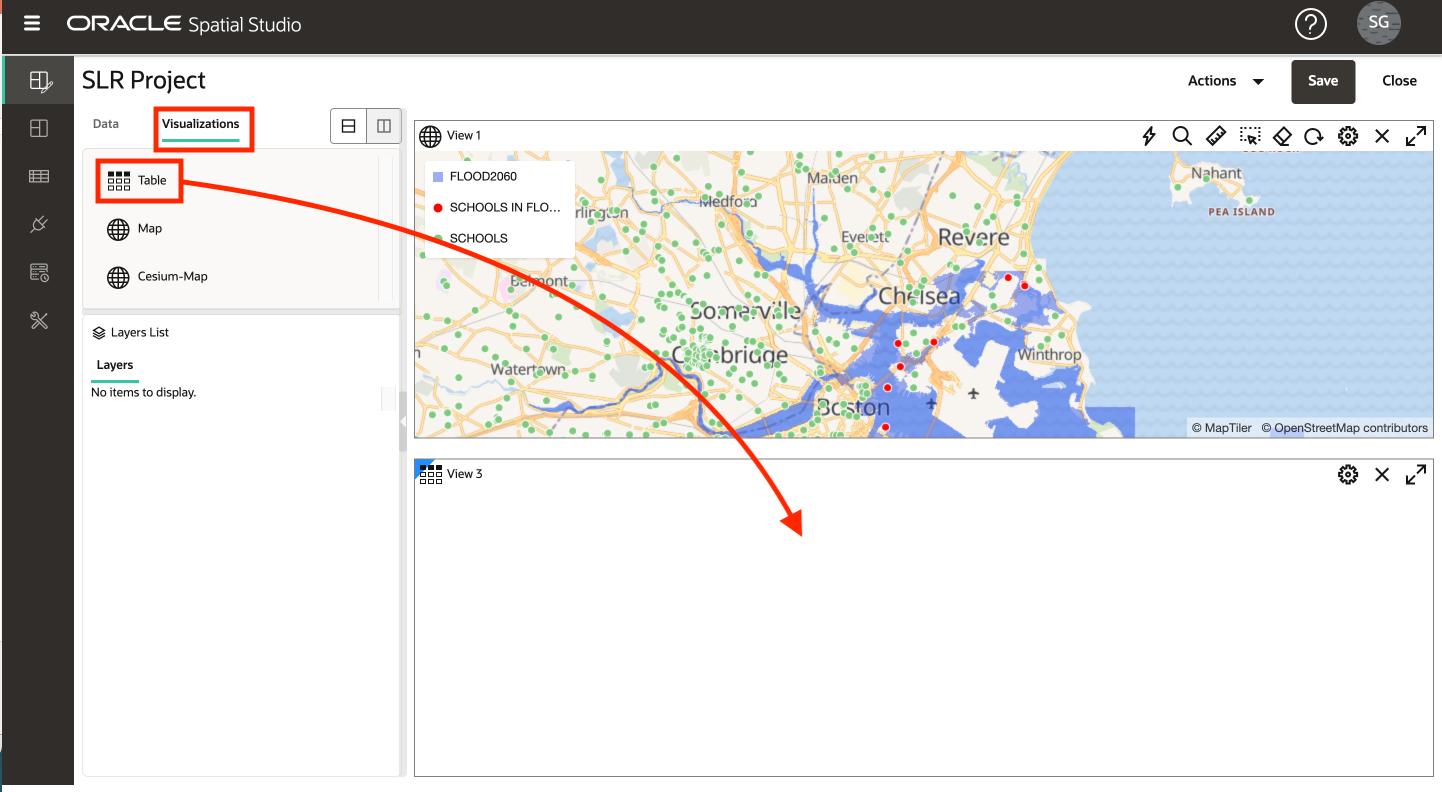 ORACLE Spatial Studio
?
SG
SLR Project
Actions
Save
Close
Data
Visualizations
Table
Map
Cesium-Map
Layers List
Layers
No items to display.
View 1
FLOOD2060
SCHOOLS IN FLO...
SCHOOLS
Malden
Medford
rlington
Everett
Revere
Nahant
PEA ISLAND
Belmont
Chelsea
Somerville
Cambridge
Watertown
Winthrop
Boston
© MapTiler © OpenStreetMap contributors
View 3